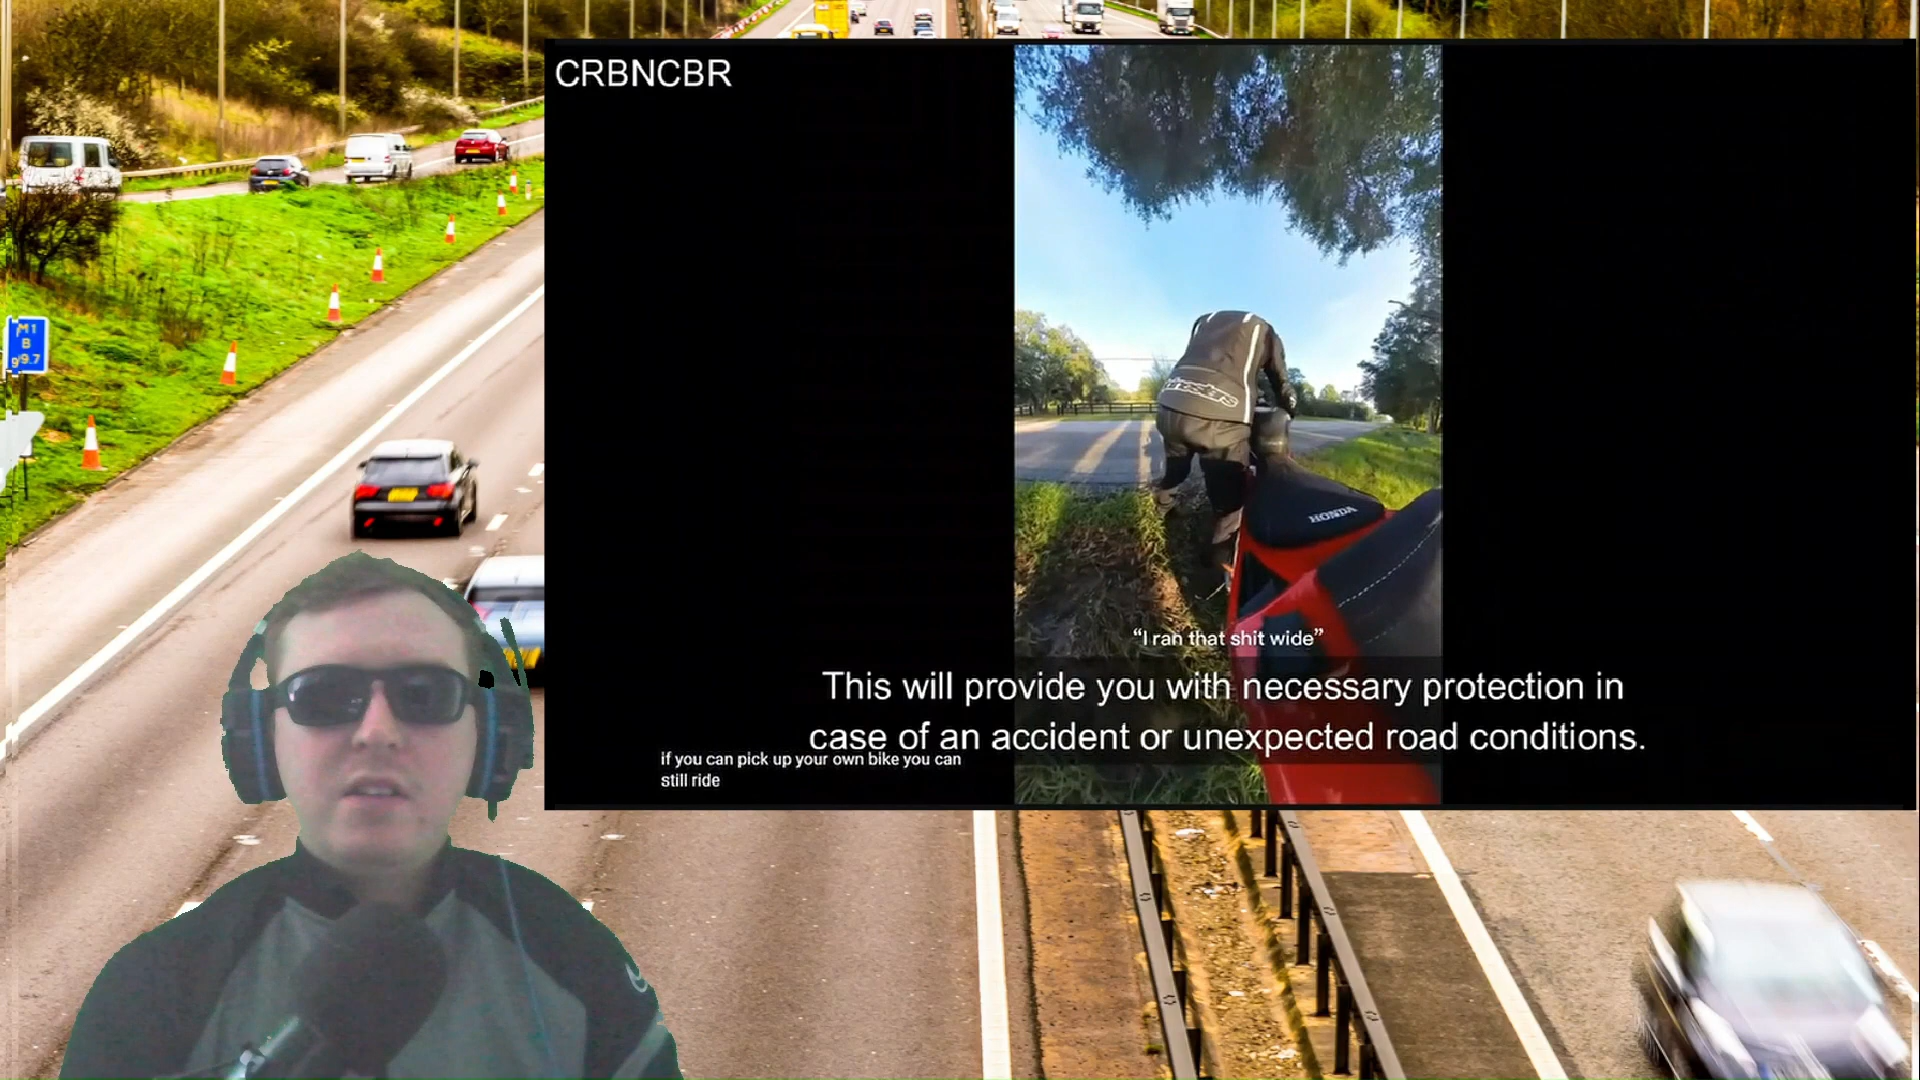 CRBNCBR
M1
B
99.7
alpinestars
HONDA
“I ran that shit wide”
This will provide you with necessary protection in
case of an accident or unexpected road conditions.
if you can pick up your own bike you can
still ride